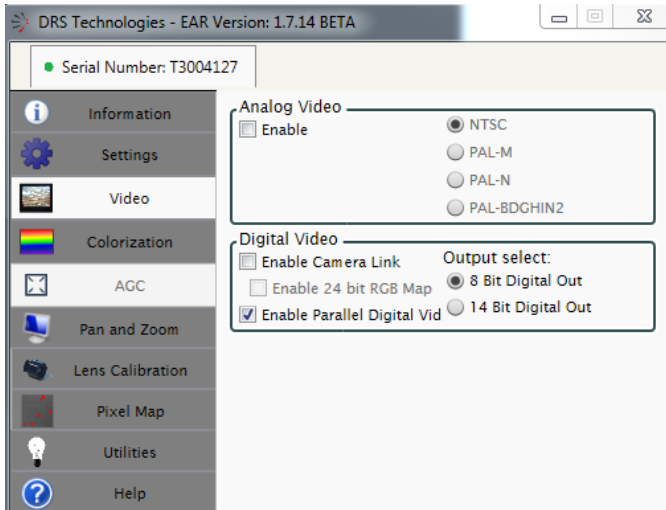 DRS Technologies - EAR Version: 1.7.14 BETA
Serial Number: T3004127
Information
Settings
Video
Colorization
AGC
Pan and Zoom
Lens Calibration
Pixel Map
Utilities
Help
Analog Video
Enable
NTSC
PAL-M
PAL-N
PAL-BDGHIN2
Digital Video
Enable Camera Link
Enable 24 bit RGB Map
Enable Parallel Digital Vid
Output select:
8 Bit Digital Out
14 Bit Digital Out